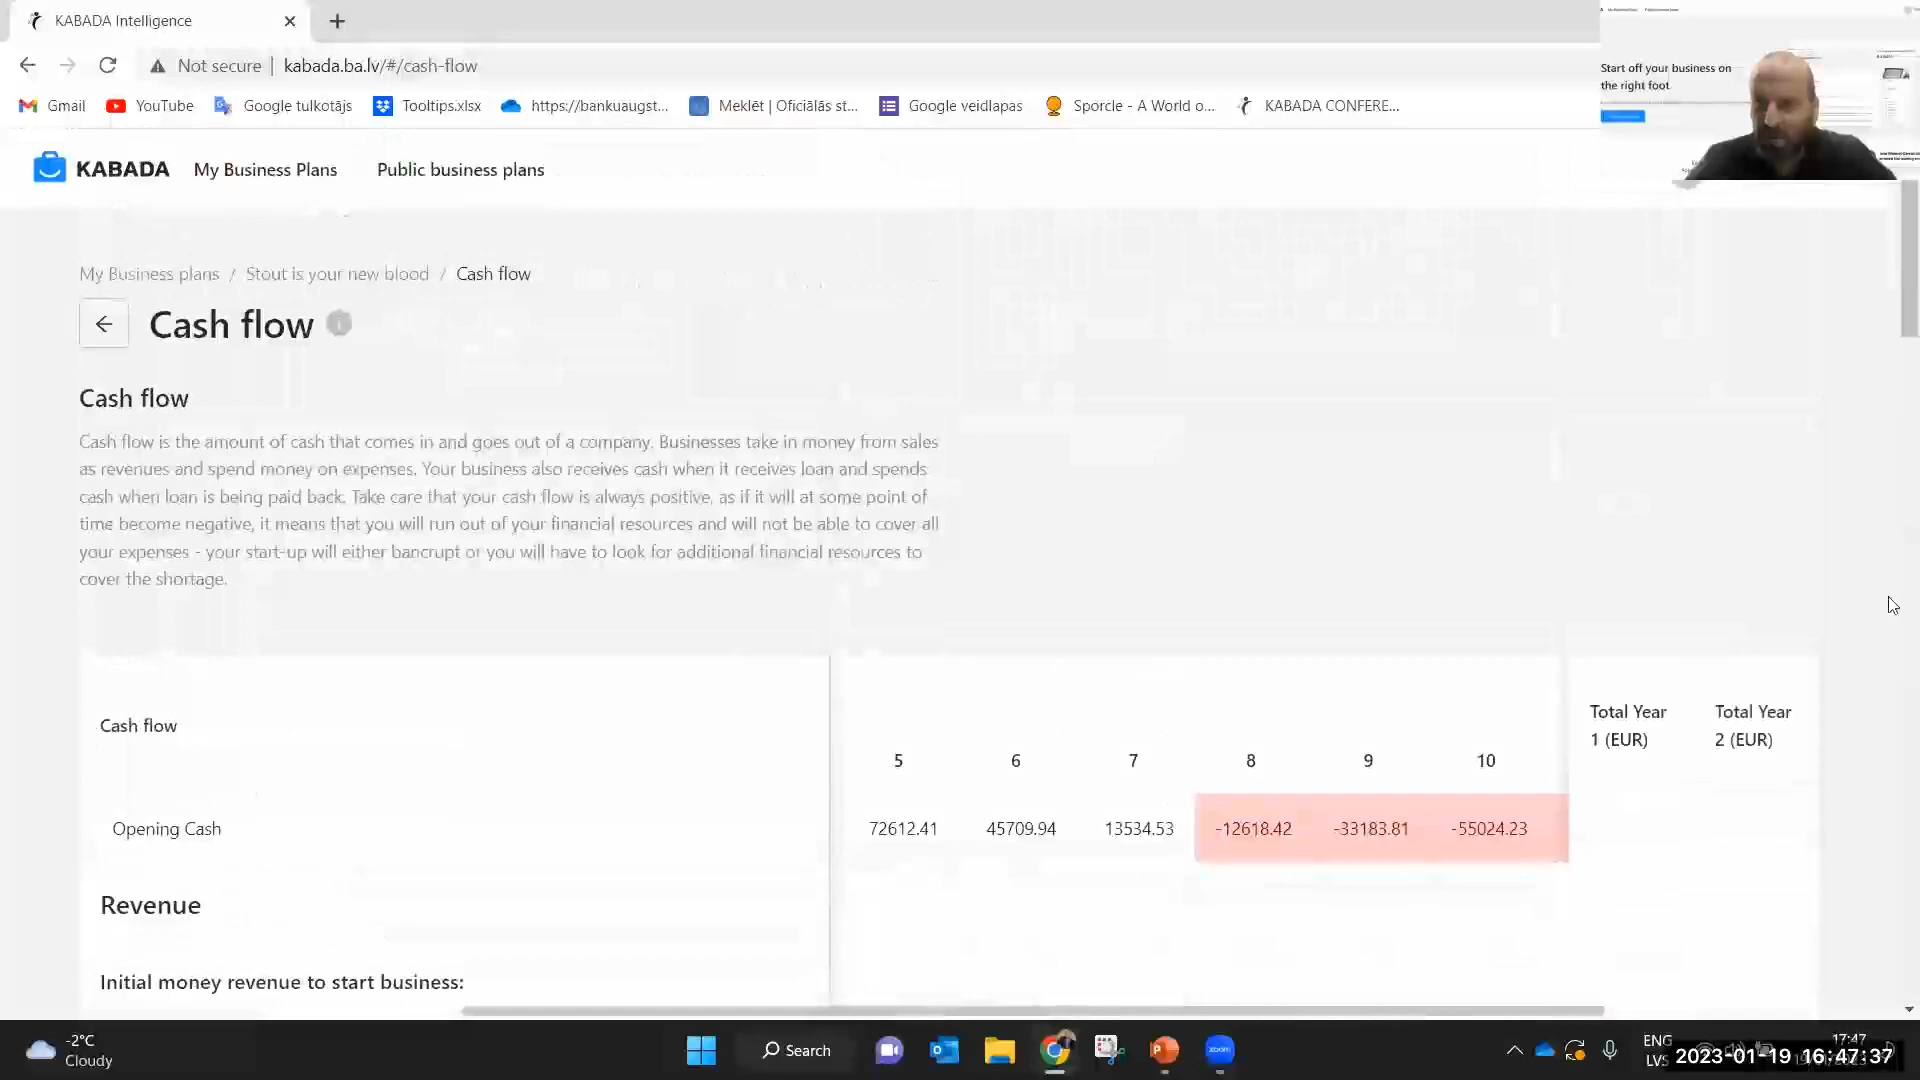 KABADA Intelligence
Not secure | kabada.ba.lv/#/cash-flow
Gmail YouTube Google tulkotājs Tooltips.xlsx https://bankuaugst... Meklēt | Oficiālās st... Google veidlapas Sporcle - A World o... KABADA CONFERE...
Start off your business on
the right foot
KABADA My Business Plans Public business plans
My Business plans / Stout is your new blood / Cash flow
Cash flow
Cash flow
Cash flow is the amount of cash that comes in and goes out of a company. Businesses take in money from sales
as revenues and spend money on expenses. Your business also receives cash when it receives loan and spends
cash when loan is being paid back. Take care that your cash flow is always positive, as if it will at some point of
time become negative, it means that you will run out of your financial resources and will not be able to cover all
your expenses - your start-up will either bancrupt or you will have to look for additional financial resources to
cover the shortage.
Cash flow
5 6 7 8 9 10
Total Year
1 (EUR)
Total Year
2 (EUR)
Opening Cash 72612.41 45709.94 13534.53 -12618.42 -33183.81 -55024.23
Revenue
Initial money revenue to start business:
-2°C
Cloudy
Search
zoom
ENG
LVS
17:47
2023-01-19 16:47:37